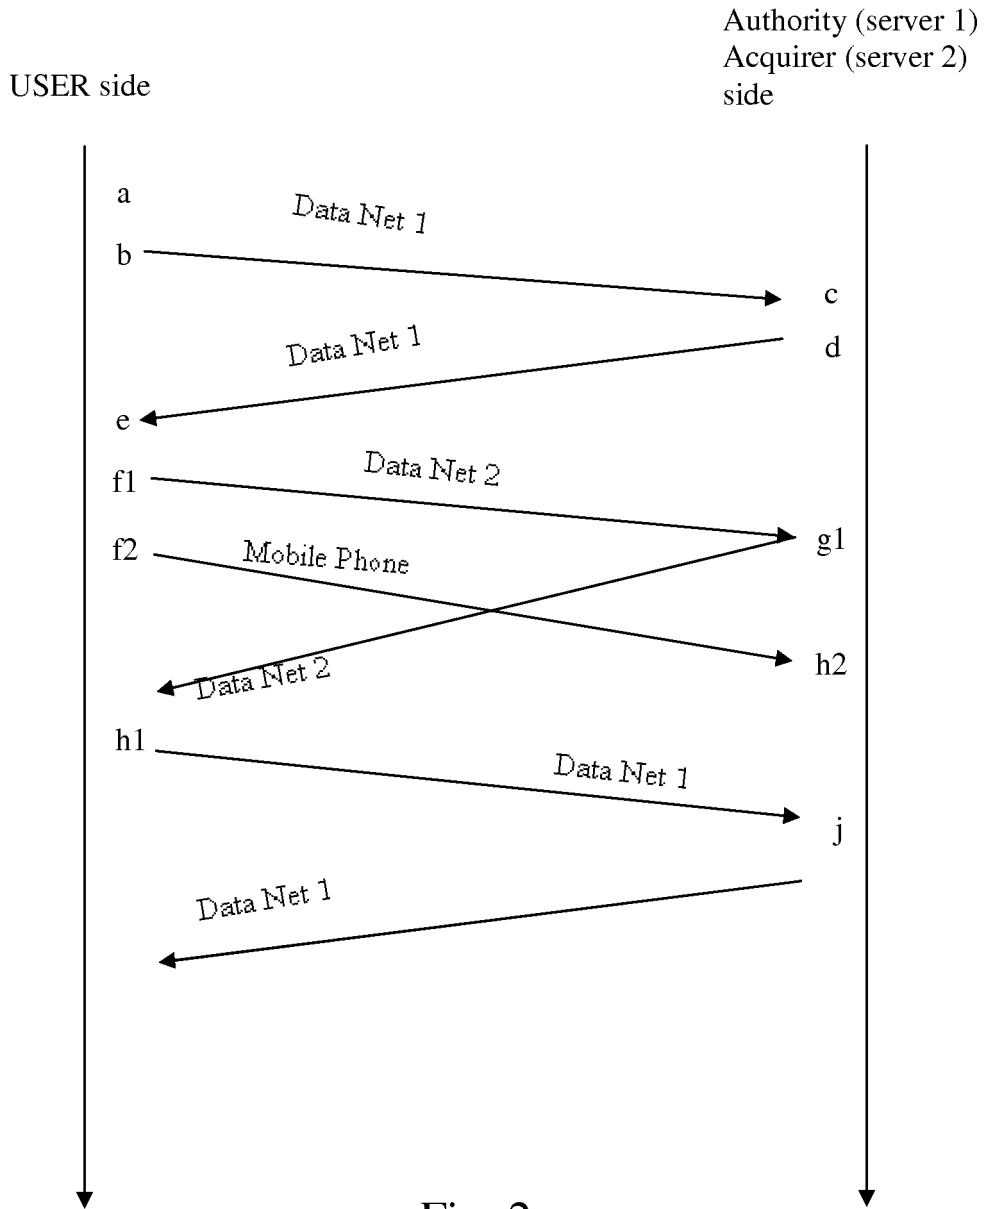 Authority (server 1)
Acquirer (server 2)
side
USER side
a
Data Net 1
b
c
Data Net 1
d
e
Data Net 2
f1
g1
f2
Mobile Phone
h2
Data Net 2
h1
Data Net 1
j
Data Net 1